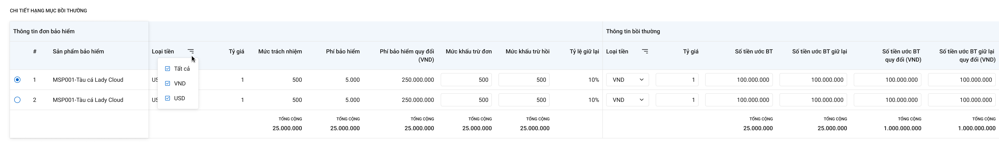 CHI TIẾT HẠNG MỤC BỒI THƯỜNG
Thông tin đơn bảo hiểm
Thông tin bồi thường
# Sản phẩm bảo hiểm Loại tiền Tỷ giá Mức trách nhiệm Phí bảo hiểm Phí bảo hiểm quy đổi (VND) Mức khấu trừ đơn Mức khấu trừ hồi Tỷ lệ giữ lại Loại tiền Tỷ giá Số tiền ước BT Số tiền ước BT giữ lại Số tiền ước BT quy đổi (VND) Số tiền ước BT giữ lại quy đổi (VND)
Tất cả
VND
USD
1 MSP001-Tàu cá Lady Cloud US 1 500 5.000 250.000.000 500 500 10% VND 1 100.000.000 100.000.000 100.000.000 100.000.000
2 MSP001-Tàu cá Lady Cloud US 1 500 5.000 250.000.000 500 500 10% VND 1 100.000.000 100.000.000 100.000.000 100.000.000
TỔNG CỘNG TỔNG CỘNG TỔNG CỘNG TỔNG CỘNG TỔNG CỘNG TỔNG CỘNG TỔNG CỘNG TỔNG CỘNG TỔNG CỘNG
25.000.000 25.000.000 25.000.000 25.000.000 25.000.000 25.000.000 25.000.000 1.000.000.000 1.000.000.000